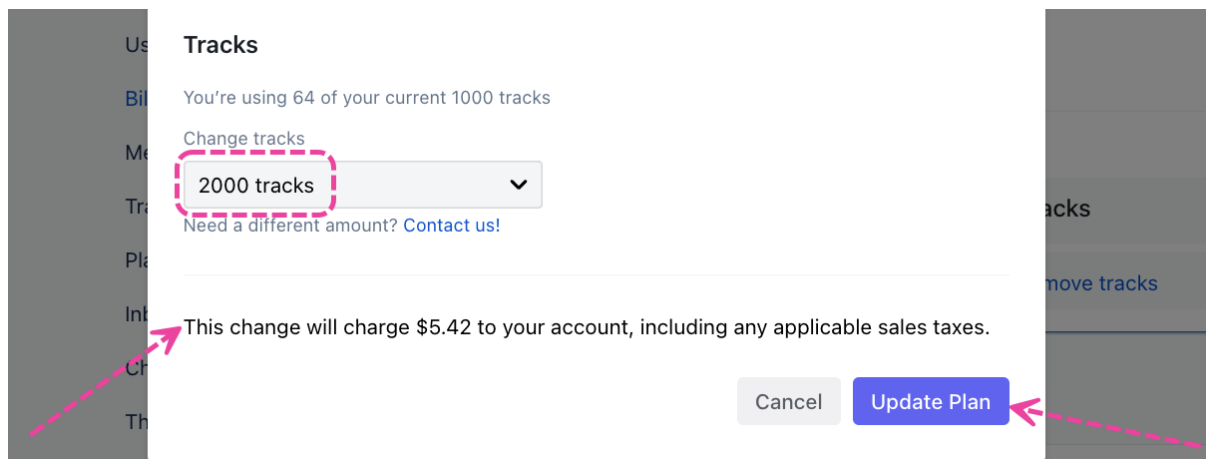 Tracks
You're using 64 of your current 1000 tracks
Change tracks
2000 tracks
Need a different amount? Contact us!
This change will charge $5.42 to your account, including any applicable sales taxes.
Cancel
Update Plan